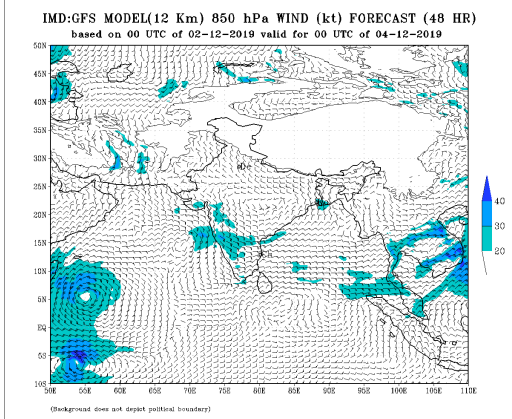 IMD:GFS MODEL(12 Km) 850 hPa WIND (kt) FORECAST (48 HR)
based on 00 UTC of 02-12-2019 valid for 00 UTC of 04-12-2019
50N
45N
40N
35N
30N
25N
20N
15N
10N
5N
EQ
5S
10S
50E 55E 60E 65E 70E 75E 80E 85E 90E 95E 100E 105E 110E
40
30
20
(Background does not depict political boundary)